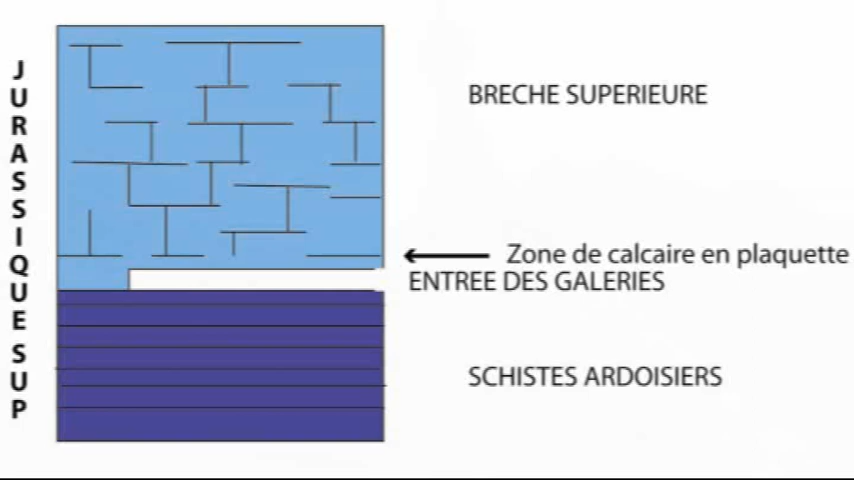 JURASSIQUE SUP
BRECHE SUPERIEURE
Zone de calcaire en plaquette
ENTREE DES GALERIES
SCHISTES ARDOISIERS